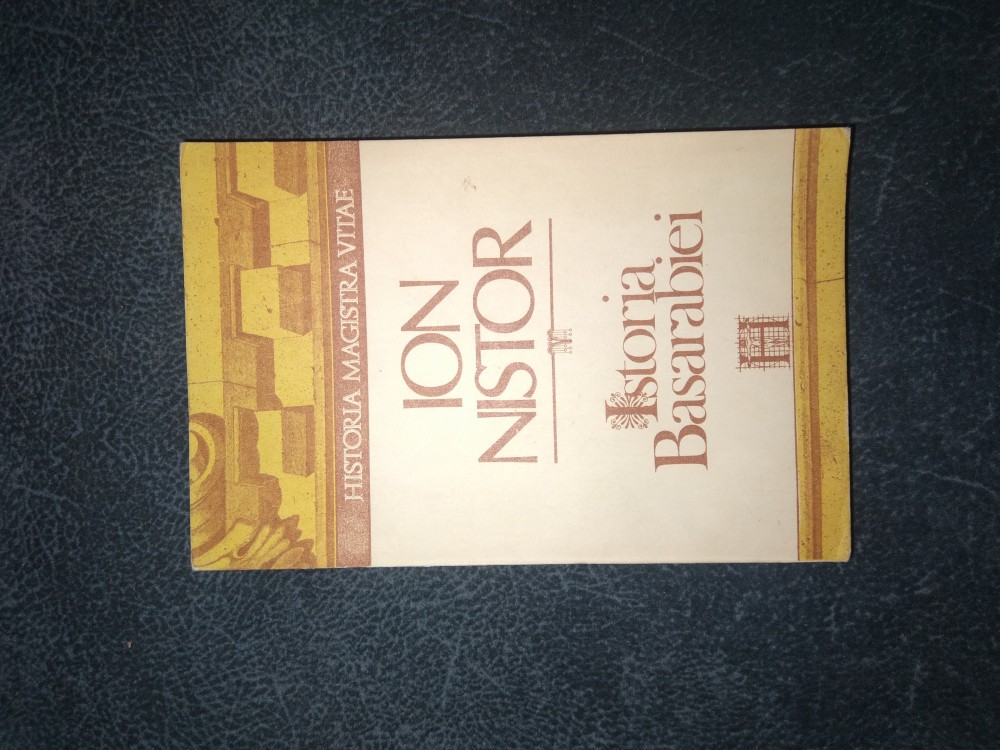 HISTORIA MAGISTRA VITAE
ION
NISTOR
Istoria
Basarabiei
H